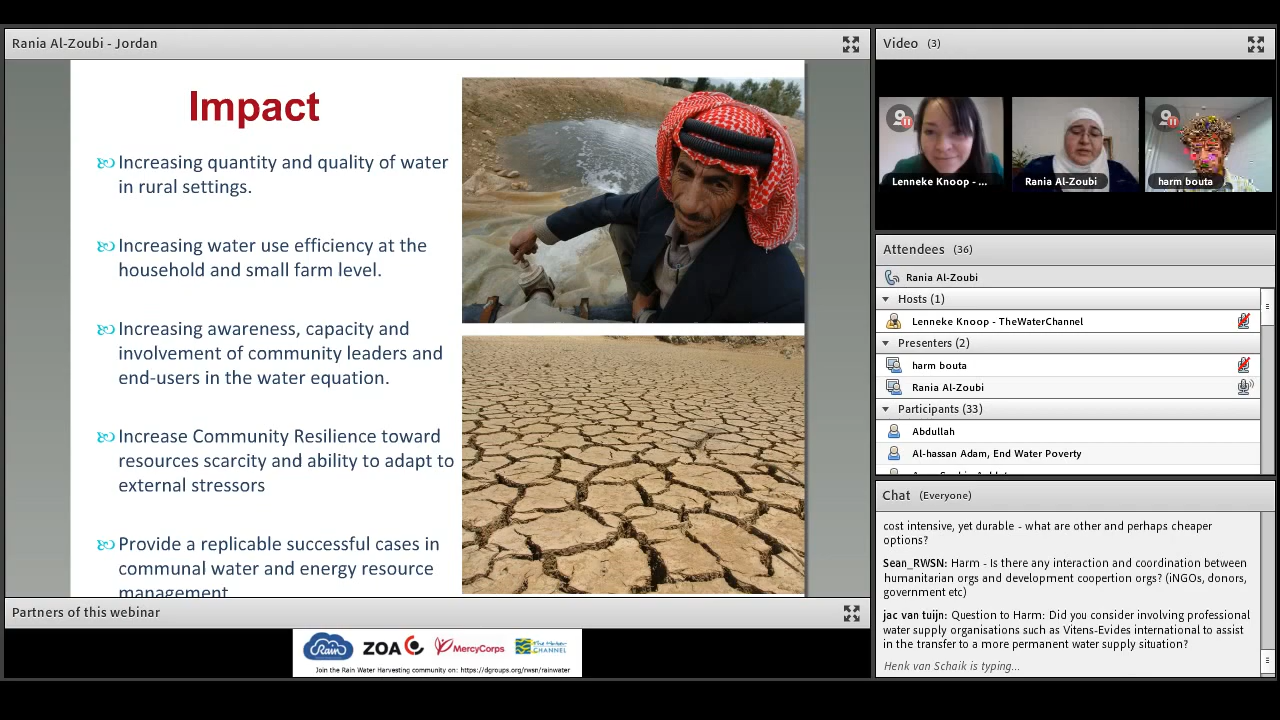 Rania Al-Zoubi - Jordan
Impact
Increasing quantity and quality of water
in rural settings.
Increasing water use efficiency at the
household and small farm level.
Increasing awareness, capacity and
involvement of community leaders and
end-users in the water equation.
Increase Community Resilience toward
resources scarcity and ability to adapt to
external stressors
Provide a replicable successful cases in
communal water and energy resource
management
Partners of this webinar
Rain
ZOA
MercyCorps
The Water
CHANNEL
Join the Rain Water Harvesting community on: https://dgroups.org/rwsn/rainwater
Video (3)
Lenneke Knoop - ...
Rania Al-Zoubi
harm bouta
Attendees (36)
Rania Al-Zoubi
Hosts (1)
Lenneke Knoop - TheWaterChannel
Presenters (2)
harm bouta
Rania Al-Zoubi
Participants (33)
Abdullah
Al-hassan Adam, End Water Poverty
Chat (Everyone)
cost intensive, yet durable - what are other and perhaps cheaper
options?
Sean_RWSN: Harm - Is there any interaction and coordination between
humanitarian orgs and development coopertion orgs? (iNGOs, donors,
government etc)
jac van tuijn: Question to Harm: Did you consider involving professional
water supply organisations such as Vitens-Evides international to assist
in the transfer to a more permanent water supply situation?
Henk van Schaik is typing...